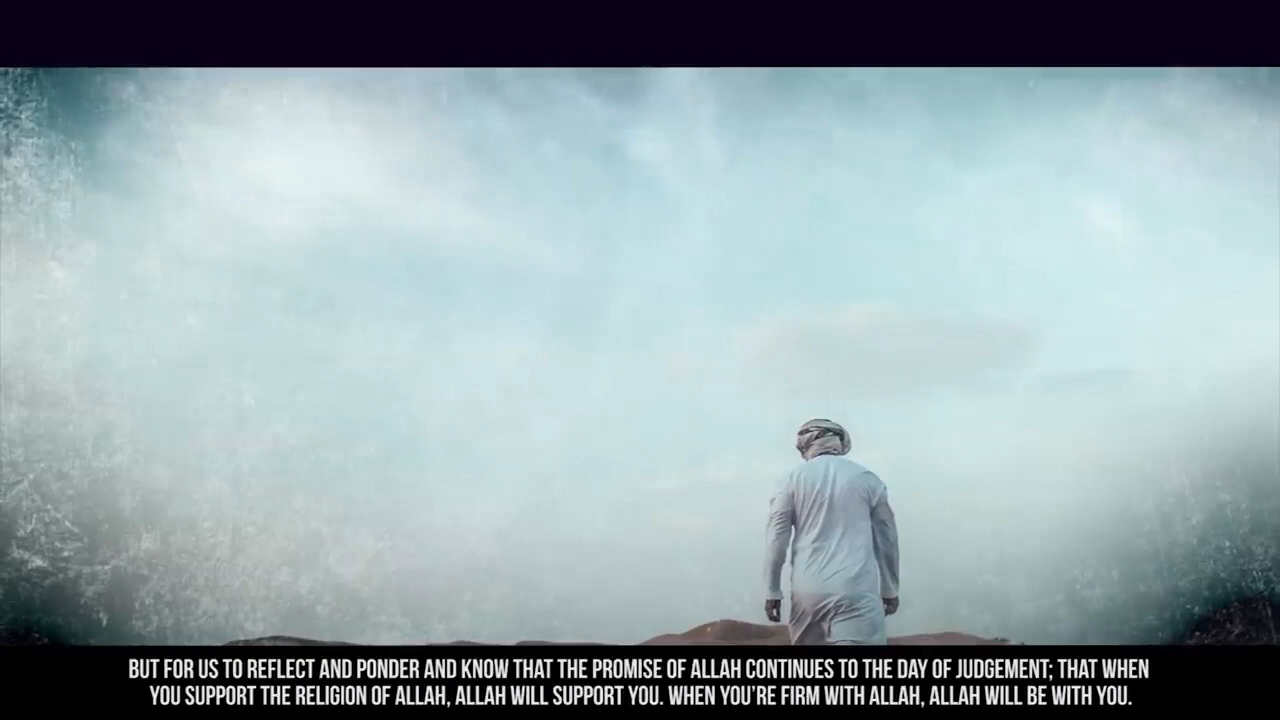 BUT FOR US TO REFLECT AND PONDER AND KNOW THAT THE PROMISE OF ALLAH CONTINUES TO THE DAY OF JUDGEMENT; THAT WHEN
YOU SUPPORT THE RELIGION OF ALLAH, ALLAH WILL SUPPORT YOU. WHEN YOU'RE FIRM WITH ALLAH, ALLAH WILL BE WITH YOU.